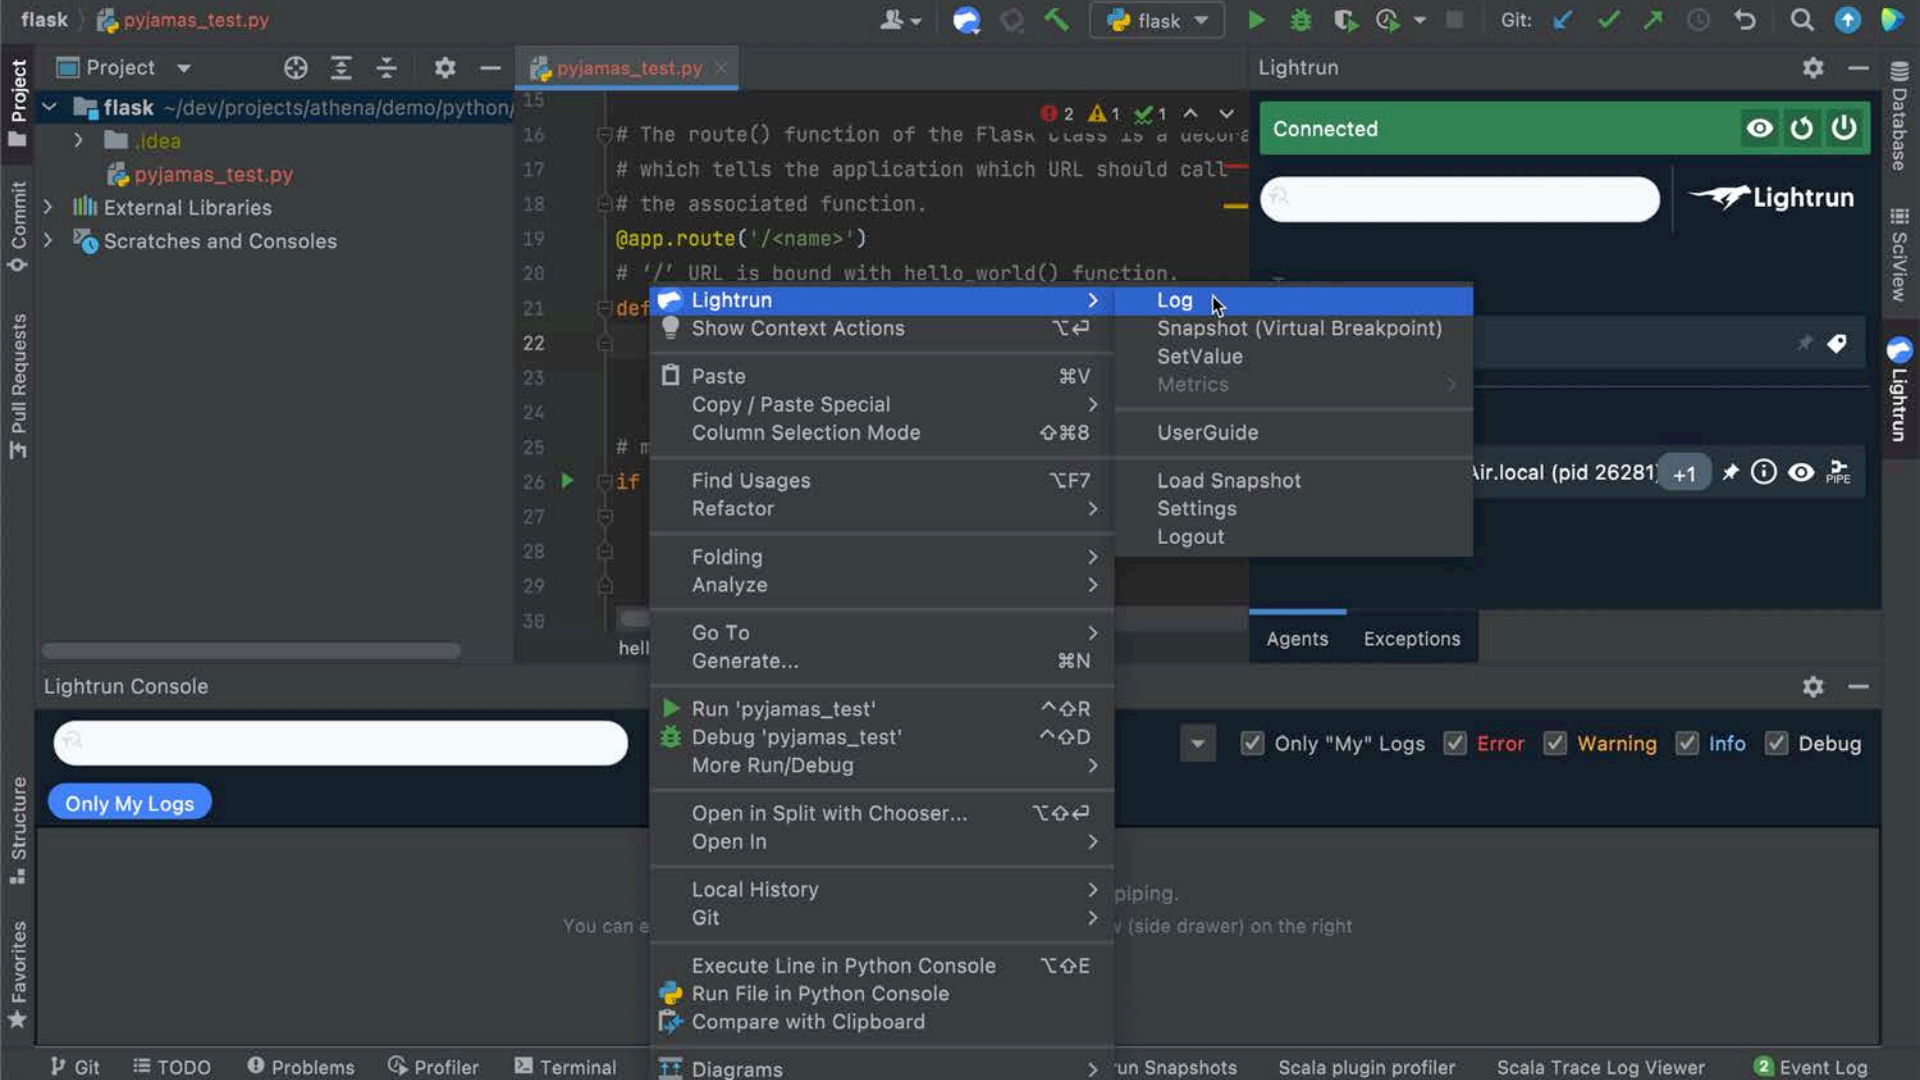 flask
pyjamas_test.py
flask
Git:
Project
Project
pyjamas_test.py
Lightrun
flask ~/dev/projects/athena/demo/python/
.idea
pyjamas_test.py
External Libraries
Scratches and Consoles
Commit
Pull Requests
Structure
Favorites
2
1
1
15
16 # The route() function of the Flask class is a decora
17 # which tells the application which URL should call
18 # the associated function.
19 @app.route('/<name>')
20 # '/' URL is bound with hello_world() function.
21 def
22
23
24
25 # m
26 if
27
28
29
30
hell
Connected
Lightrun
Air.local (pid 26281)
+1
PIPE
Agents
Exceptions
Database
SciView
Lightrun
Lightrun
Show Context Actions ⌥⏎
Paste ⌘V
Copy / Paste Special
Column Selection Mode ⇧⌘8
Find Usages ⌥F7
Refactor
Folding
Analyze
Go To
Generate... ⌘N
Run 'pyjamas_test' ^⇧R
Debug 'pyjamas_test' ^⇧D
More Run/Debug
Open in Split with Chooser... ⌥⇧⏎
Open In
Local History
Git
Execute Line in Python Console ⌥⇧E
Run File in Python Console
Compare with Clipboard
Diagrams
Log
Snapshot (Virtual Breakpoint)
SetValue
Metrics
UserGuide
Load Snapshot
Settings
Logout
Lightrun Console
Only "My" Logs
Error
Warning
Info
Debug
Only My Logs
piping.
You can e
(side drawer) on the right
Git
TODO
Problems
Profiler
Terminal
un Snapshots
Scala plugin profiler
Scala Trace Log Viewer
2 Event Log